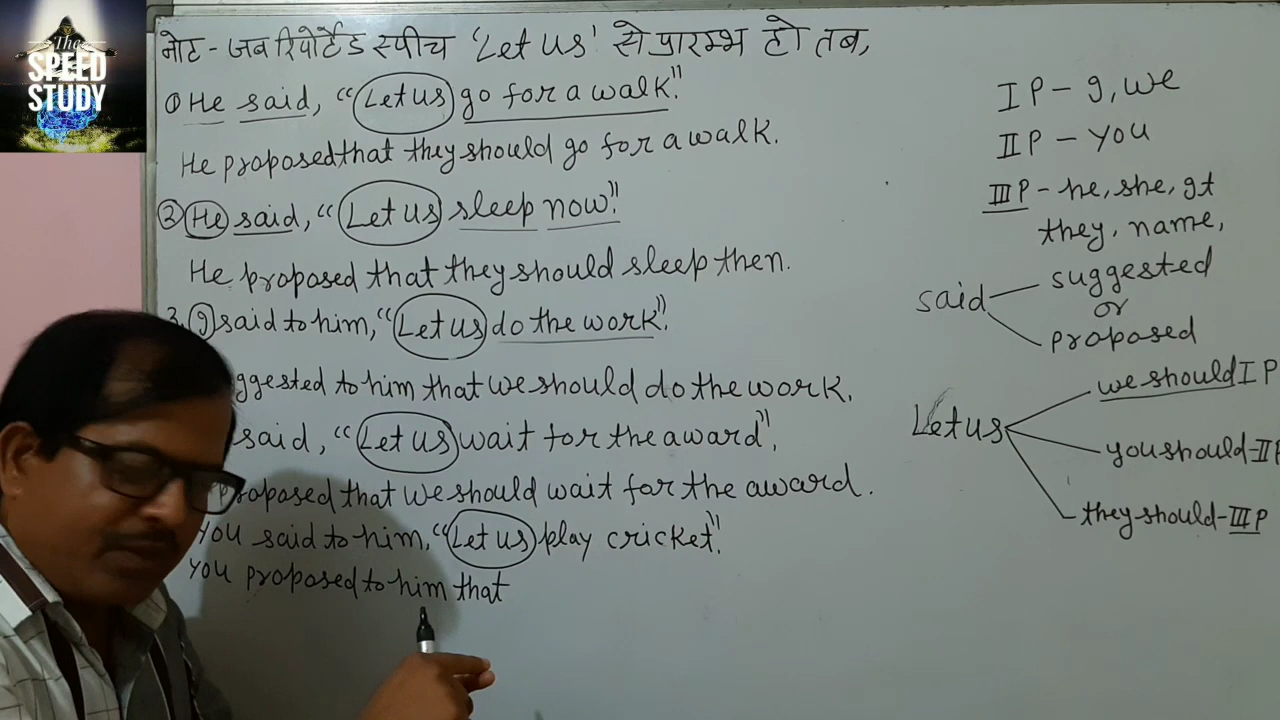 The
SPEED
STUDY
नोट - जब रिपोर्टेड स्पीच 'Let us' से प्रारम्भ हो तब,
① He said, "Let us go for a walk."
He proposed that they should go for a walk.
② He said, "Let us sleep now."
He proposed that they should sleep then.
3. I said to him, "Let us do the work".
ggested to him that we should do the work.
said, "Let us wait for the award",
proposed that we should wait for the award.
You said to him, "Let us play cricket".
You proposed to him that
I P - I, we
II P - you
III P - he, she, It
they, name,
said suggested
or
proposed
Let us we should I P
you should - II P
they should - III P